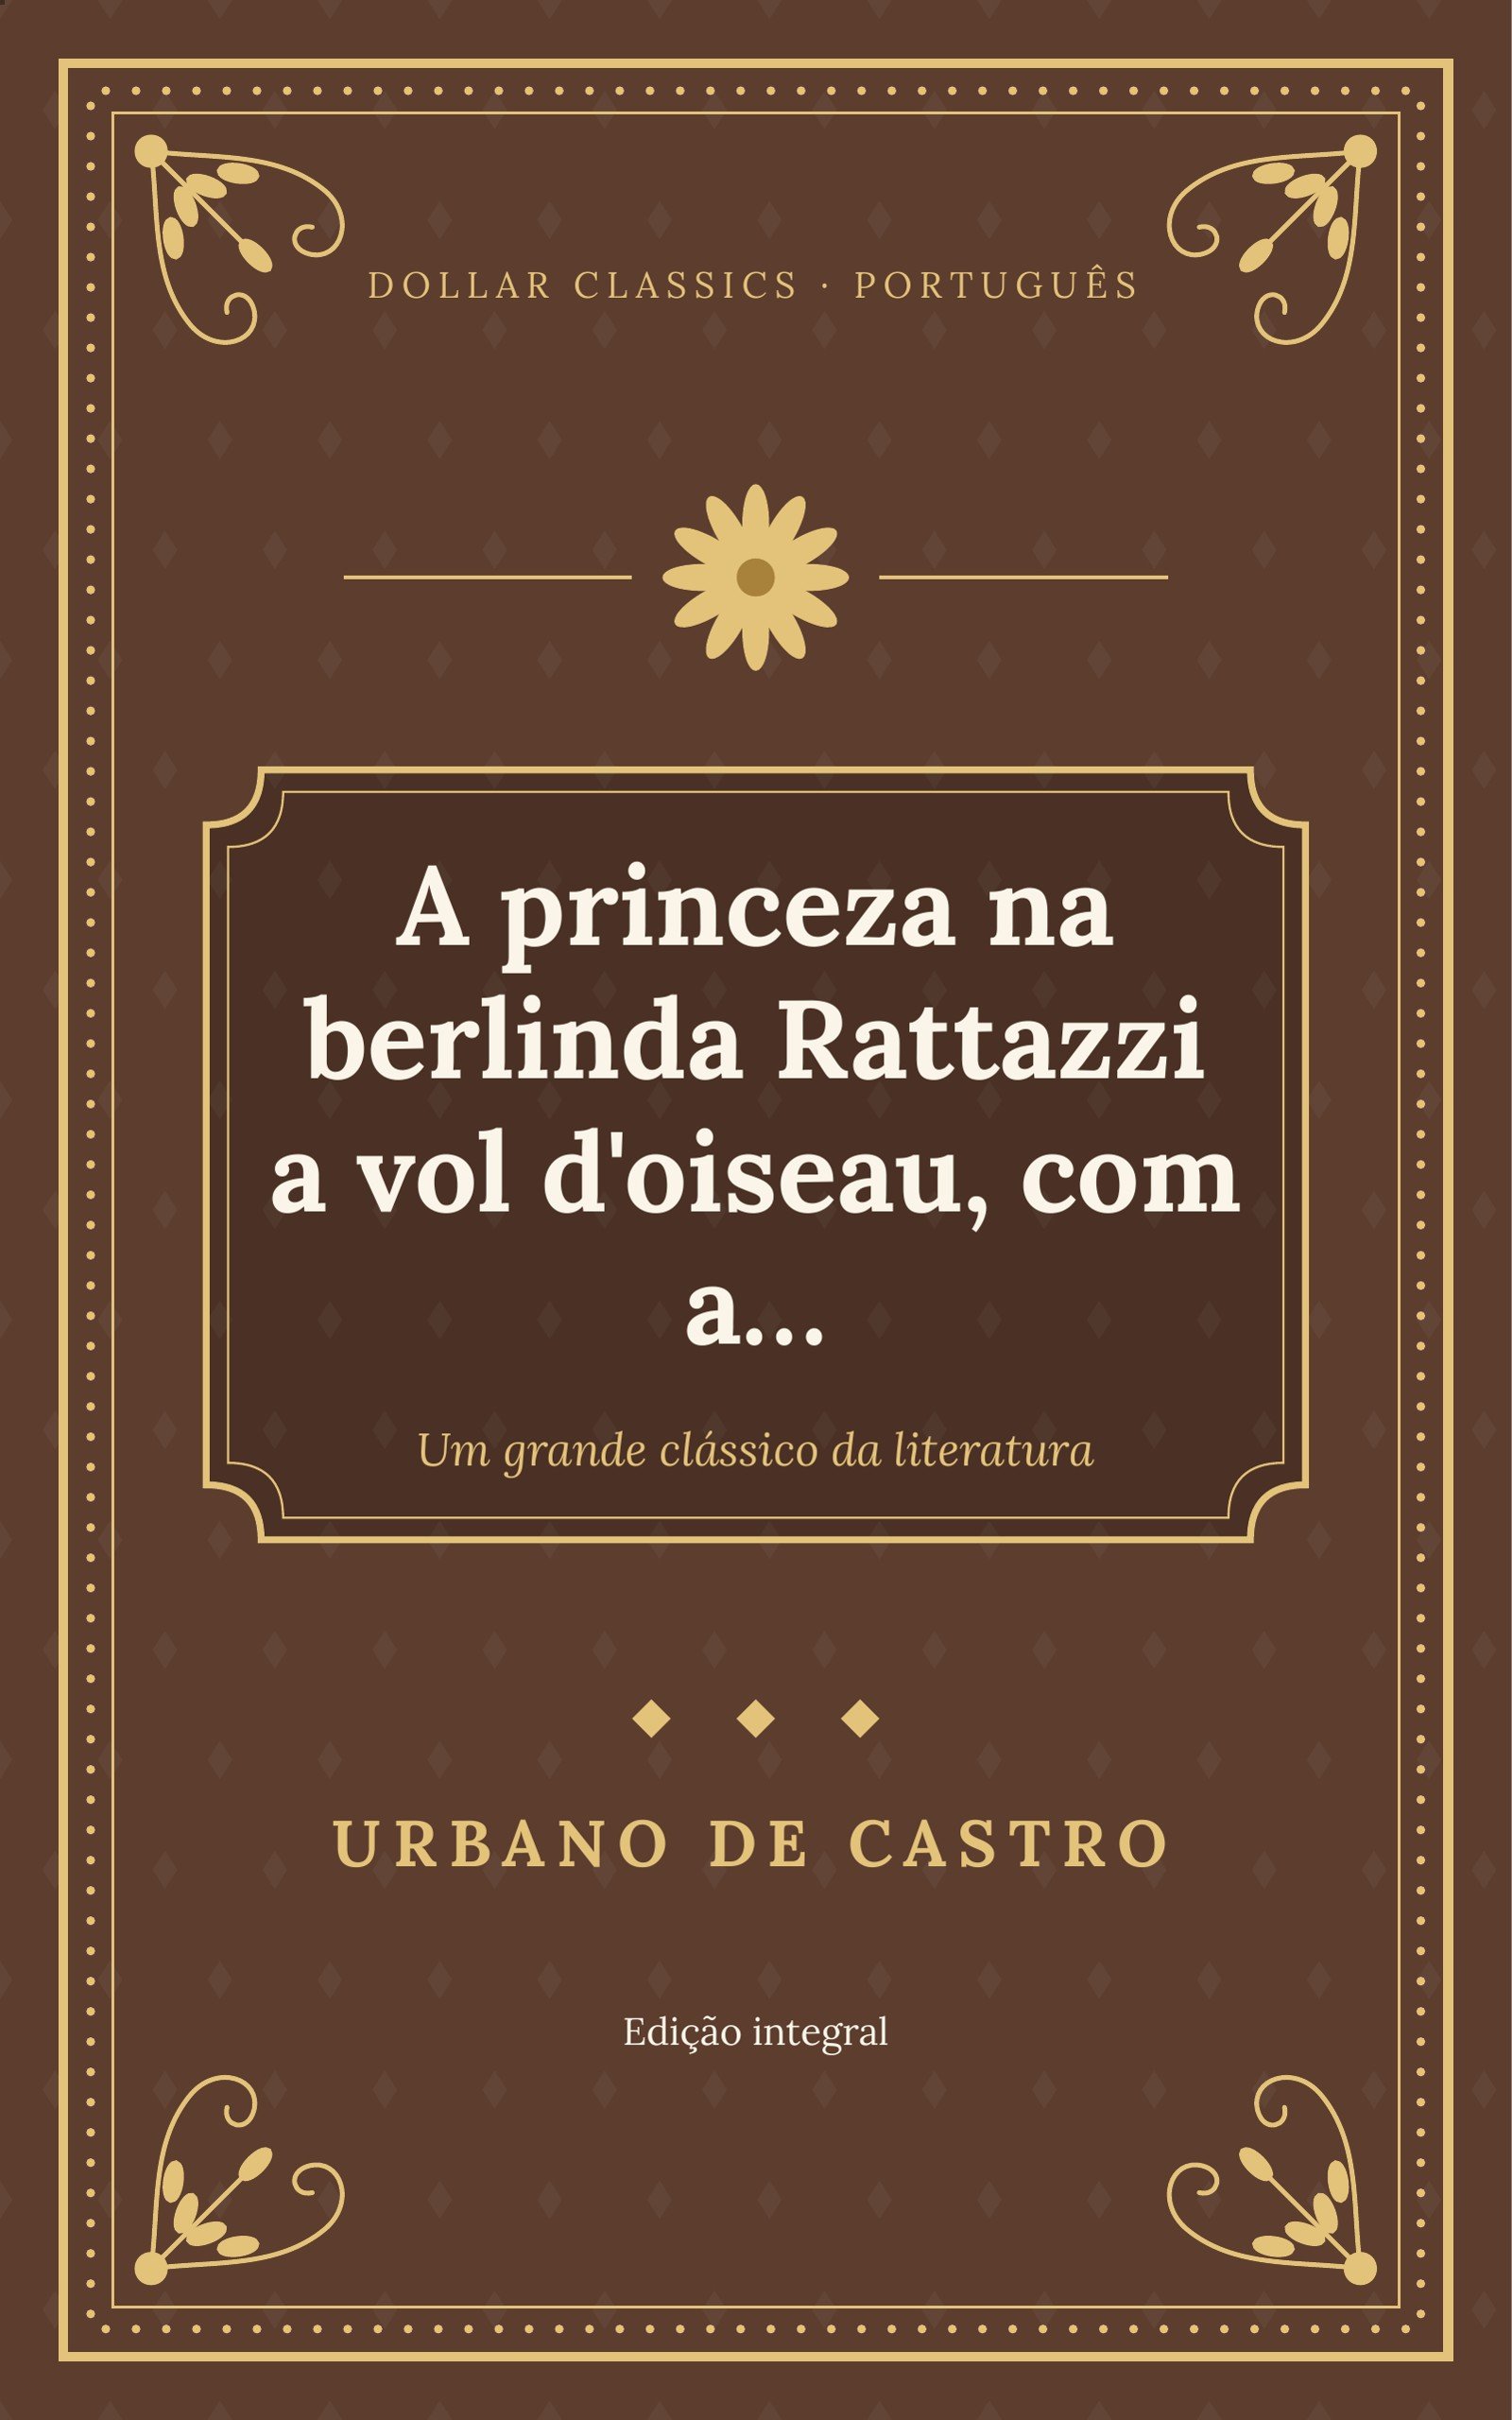 DOLLAR CLASSICS · PORTUGUÊS
A princeza na
berlinda Rattazzi
a vol d'oiseau, com
a...
Um grande clássico da literatura
URBANO DE CASTRO
Edição integral